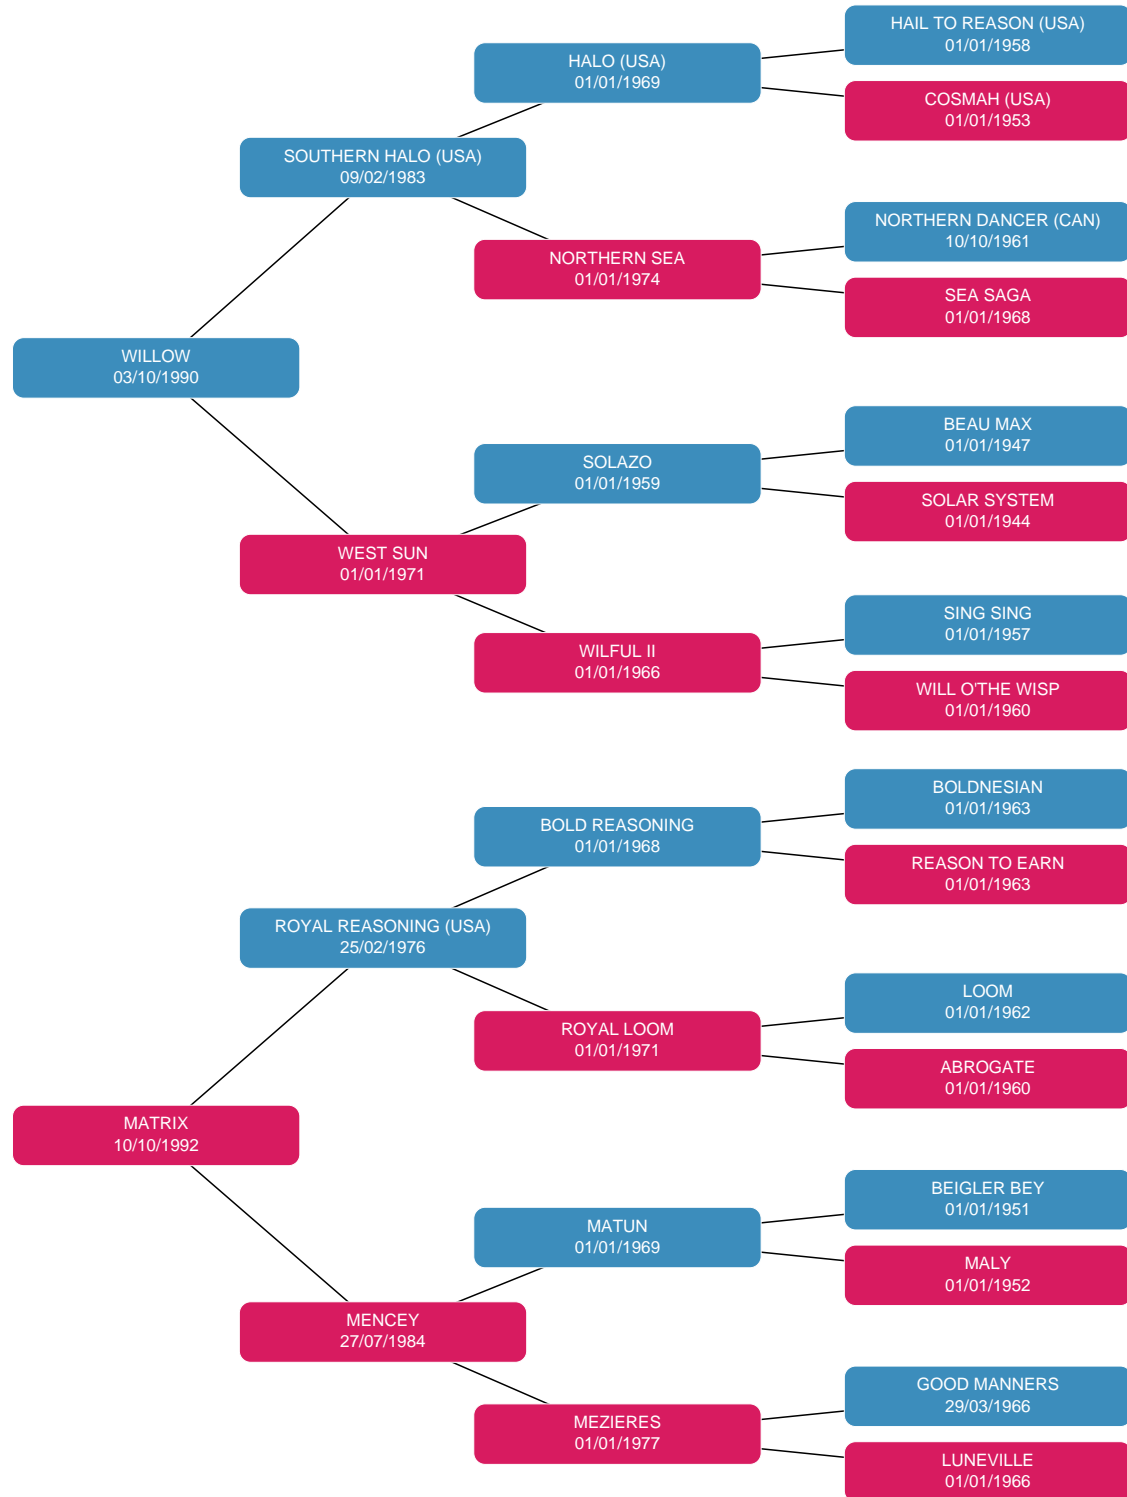 HAIL TO REASON (USA)
01/01/1958
HALO (USA)
01/01/1969
COSMAH (USA)
01/01/1953
SOUTHERN HALO (USA)
09/02/1983
NORTHERN DANCER (CAN)
10/10/1961
NORTHERN SEA
01/01/1974
SEA SAGA
01/01/1968
WILLOW
03/10/1990
BEAU MAX
01/01/1947
SOLAZO
01/01/1959
SOLAR SYSTEM
01/01/1944
WEST SUN
01/01/1971
SING SING
01/01/1957
WILFUL II
01/01/1966
WILL O'THE WISP
01/01/1960
BOLDNESIAN
01/01/1963
BOLD REASONING
01/01/1968
REASON TO EARN
01/01/1963
ROYAL REASONING (USA)
25/02/1976
LOOM
01/01/1962
ROYAL LOOM
01/01/1971
ABROGATE
01/01/1960
MATRIX
10/10/1992
BEIGLER BEY
01/01/1951
MATUN
01/01/1969
MALY
01/01/1952
MENCEY
27/07/1984
GOOD MANNERS
29/03/1966
MEZIERES
01/01/1977
LUNEVILLE
01/01/1966